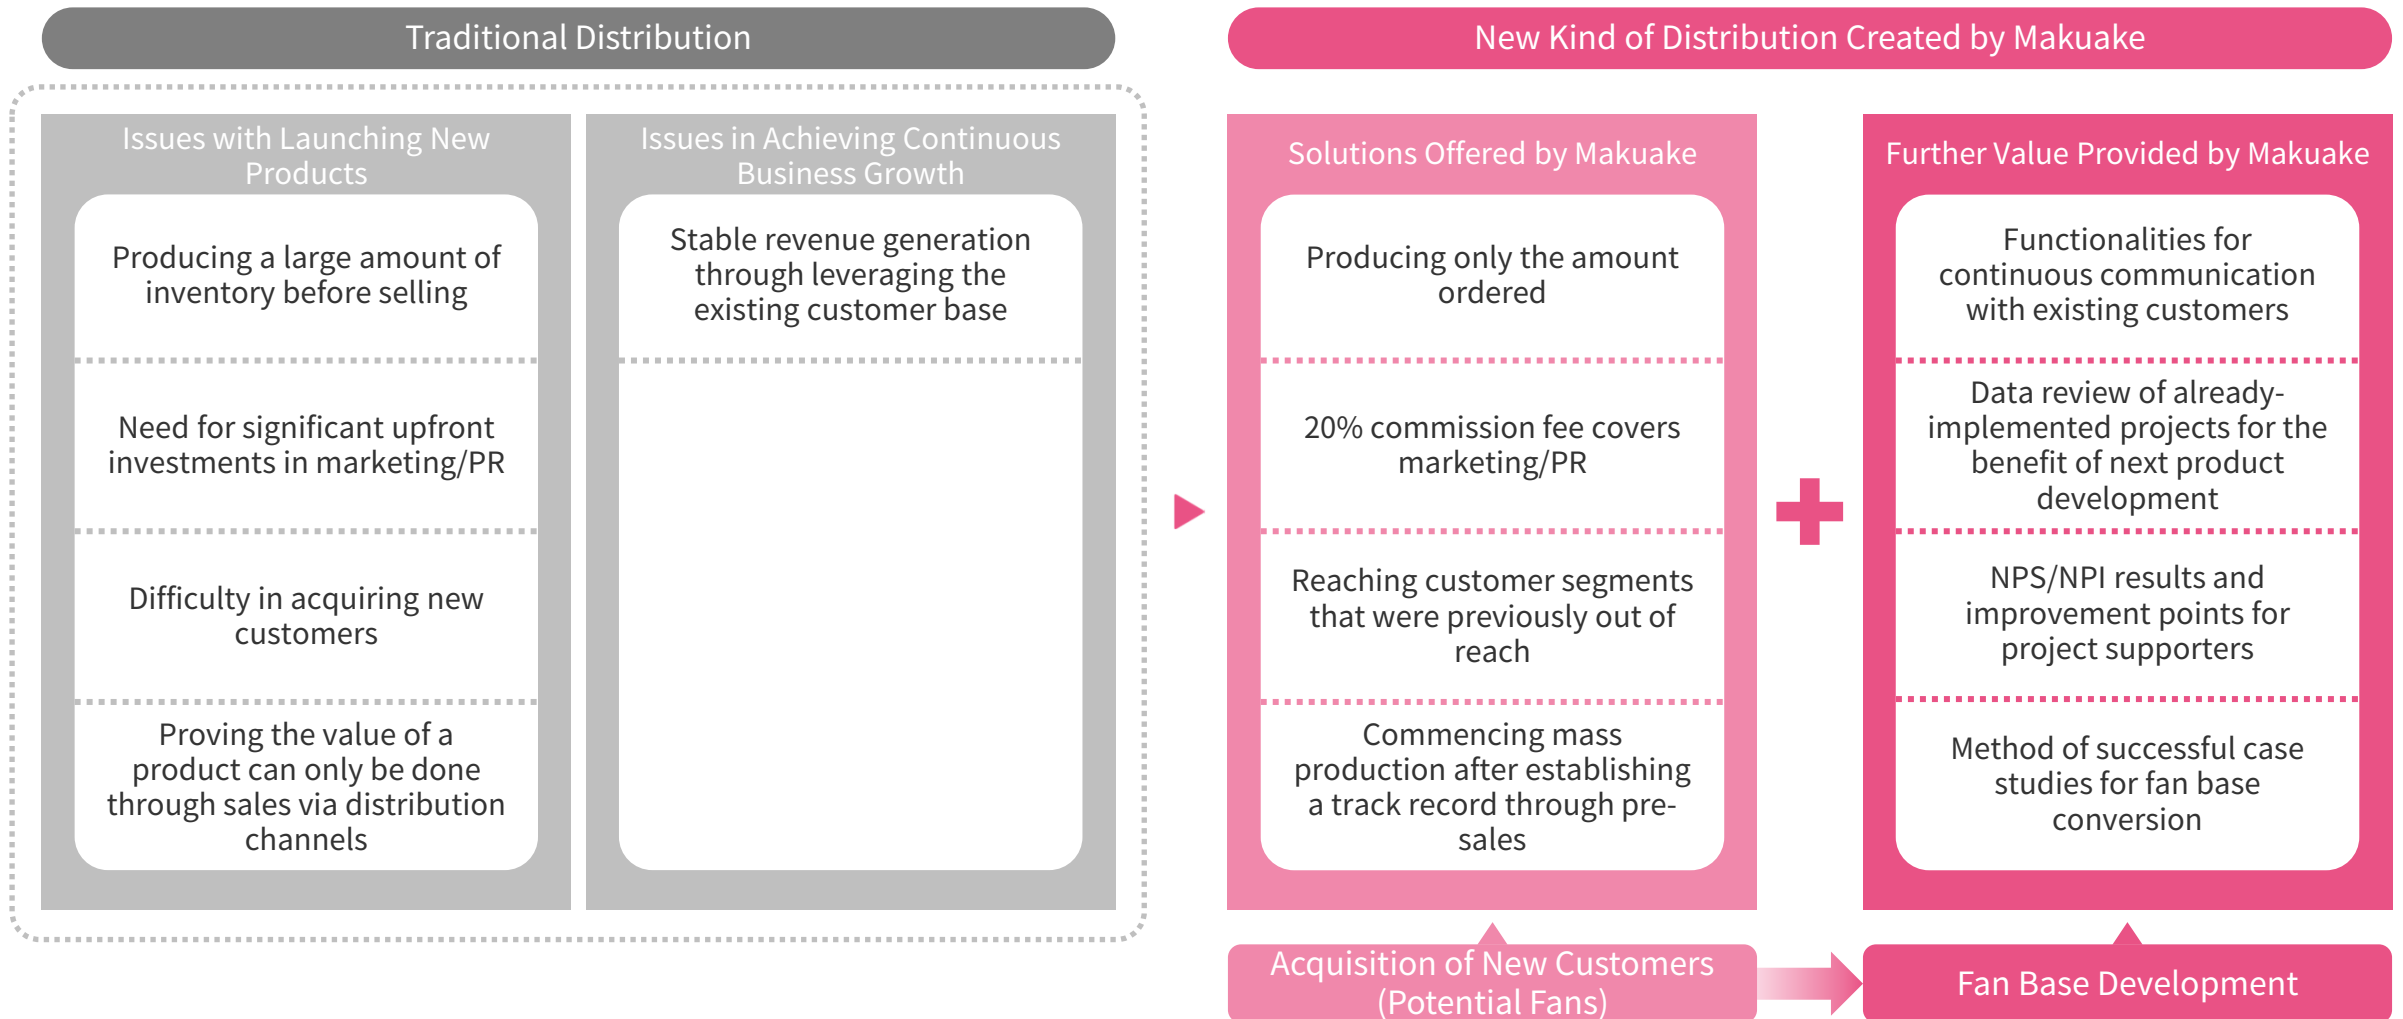 Traditional Distribution
Issues with Launching New
Products
Producing a large amount of
inventory before selling
Need for significant upfront
investments in marketing/PR
Difficulty in acquiring new
customers
Proving the value of a
product can only be done
through sales via distribution
channels
Issues in Achieving Continuous
Business Growth
Stable revenue generation
through leveraging the
existing customer base
New Kind of Distribution Created by Makuake
Solutions Offered by Makuake
Producing only the amount
ordered
20% commission fee covers
marketing/PR
Reaching customer segments
that were previously out of
reach
Commencing mass
production after establishing
a track record through pre-
sales
Acquisition of New Customers
(Potential Fans)
Further Value Provided by Makuake
Functionalities for
continuous communication
with existing customers
Data review of already-
implemented projects for the
benefit of next product
development
NPS/NPI results and
improvement points for
project supporters
Method of successful case
studies for fan base
conversion
Fan Base Development